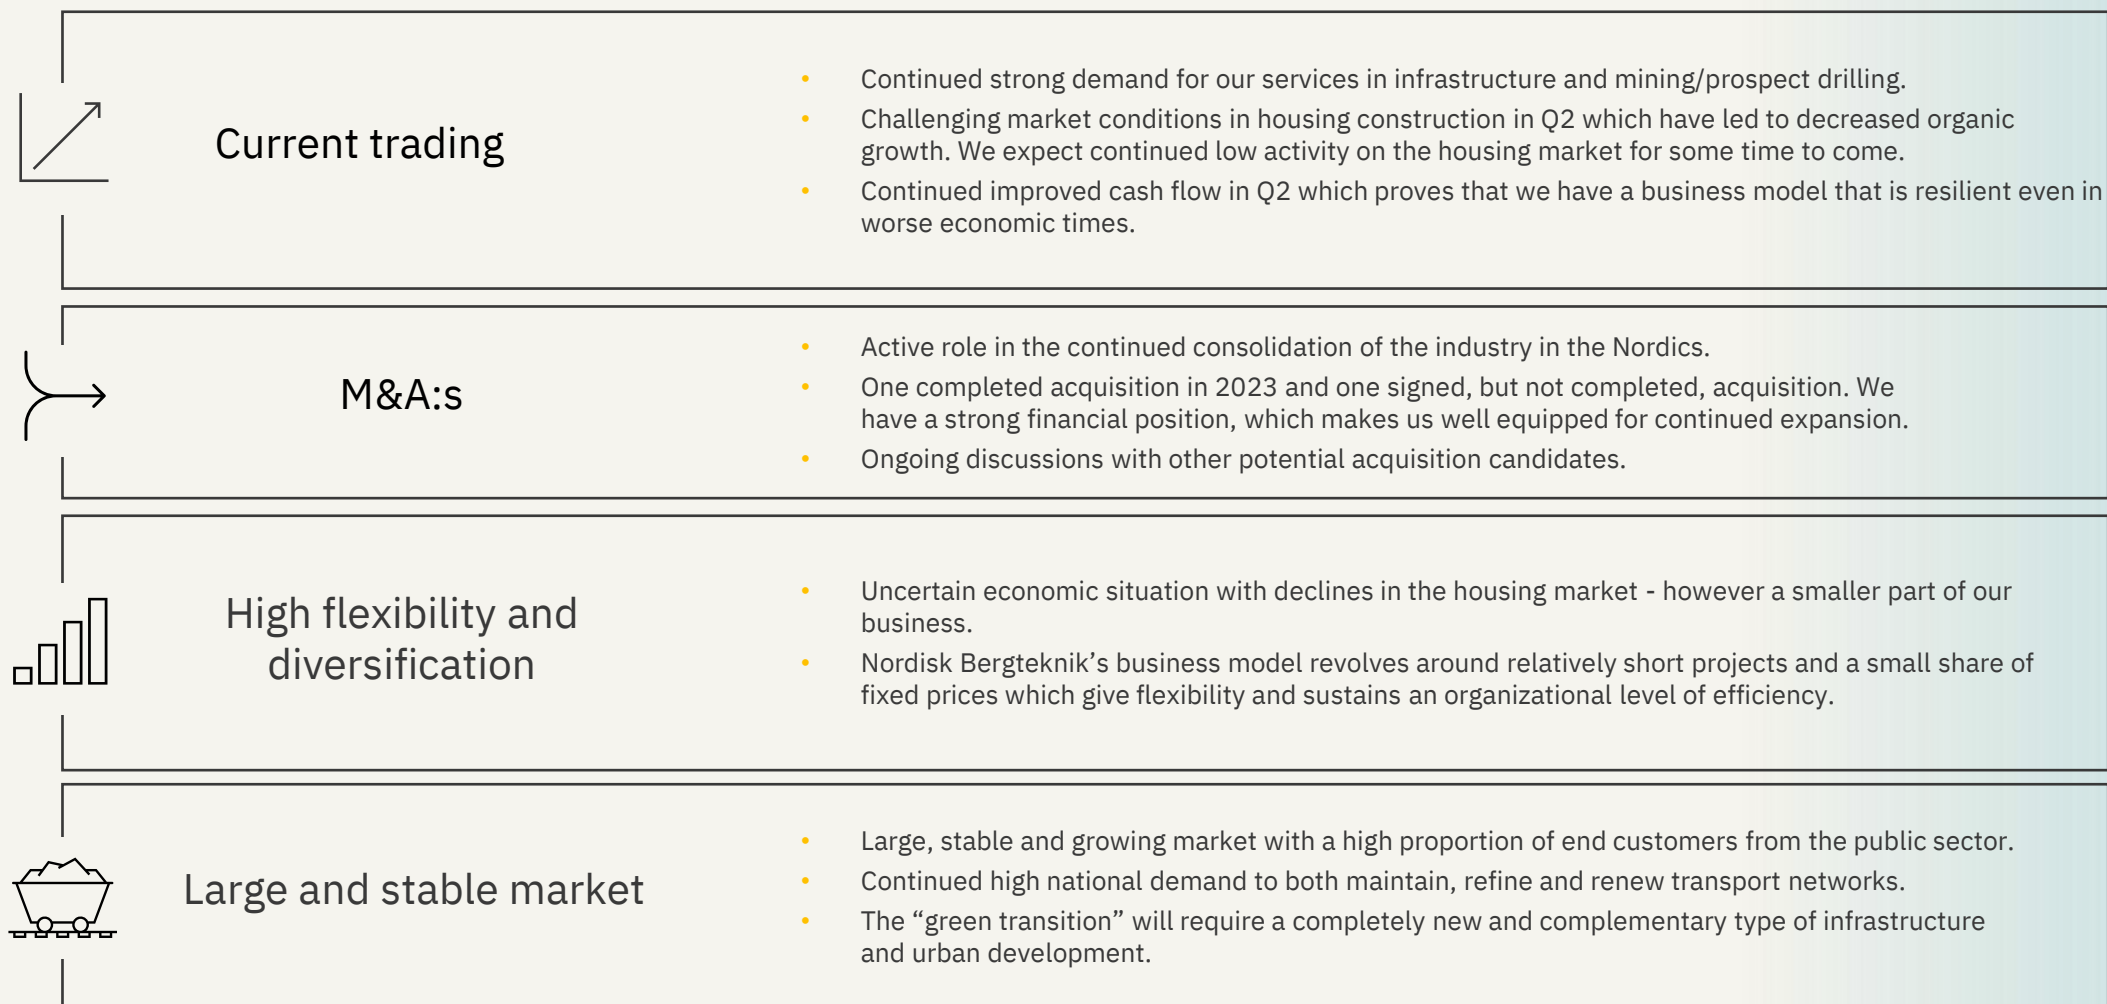 Current trading
• Continued strong demand for our services in infrastructure and mining/prospect drilling.
• Challenging market conditions in housing construction in Q2 which have led to decreased organic
growth. We expect continued low activity on the housing market for some time to come.
• Continued improved cash flow in Q2 which proves that we have a business model that is resilient even in
worse economic times.
M&A:s
• Active role in the continued consolidation of the industry in the Nordics.
• One completed acquisition in 2023 and one signed, but not completed, acquisition. We
have a strong financial position, which makes us well equipped for continued expansion.
• Ongoing discussions with other potential acquisition candidates.
High flexibility and
diversification
• Uncertain economic situation with declines in the housing market - however a smaller part of our
business.
• Nordisk Bergteknik’s business model revolves around relatively short projects and a small share of
fixed prices which give flexibility and sustains an organizational level of efficiency.
Large and stable market
• Large, stable and growing market with a high proportion of end customers from the public sector.
• Continued high national demand to both maintain, refine and renew transport networks.
• The “green transition” will require a completely new and complementary type of infrastructure
and urban development.